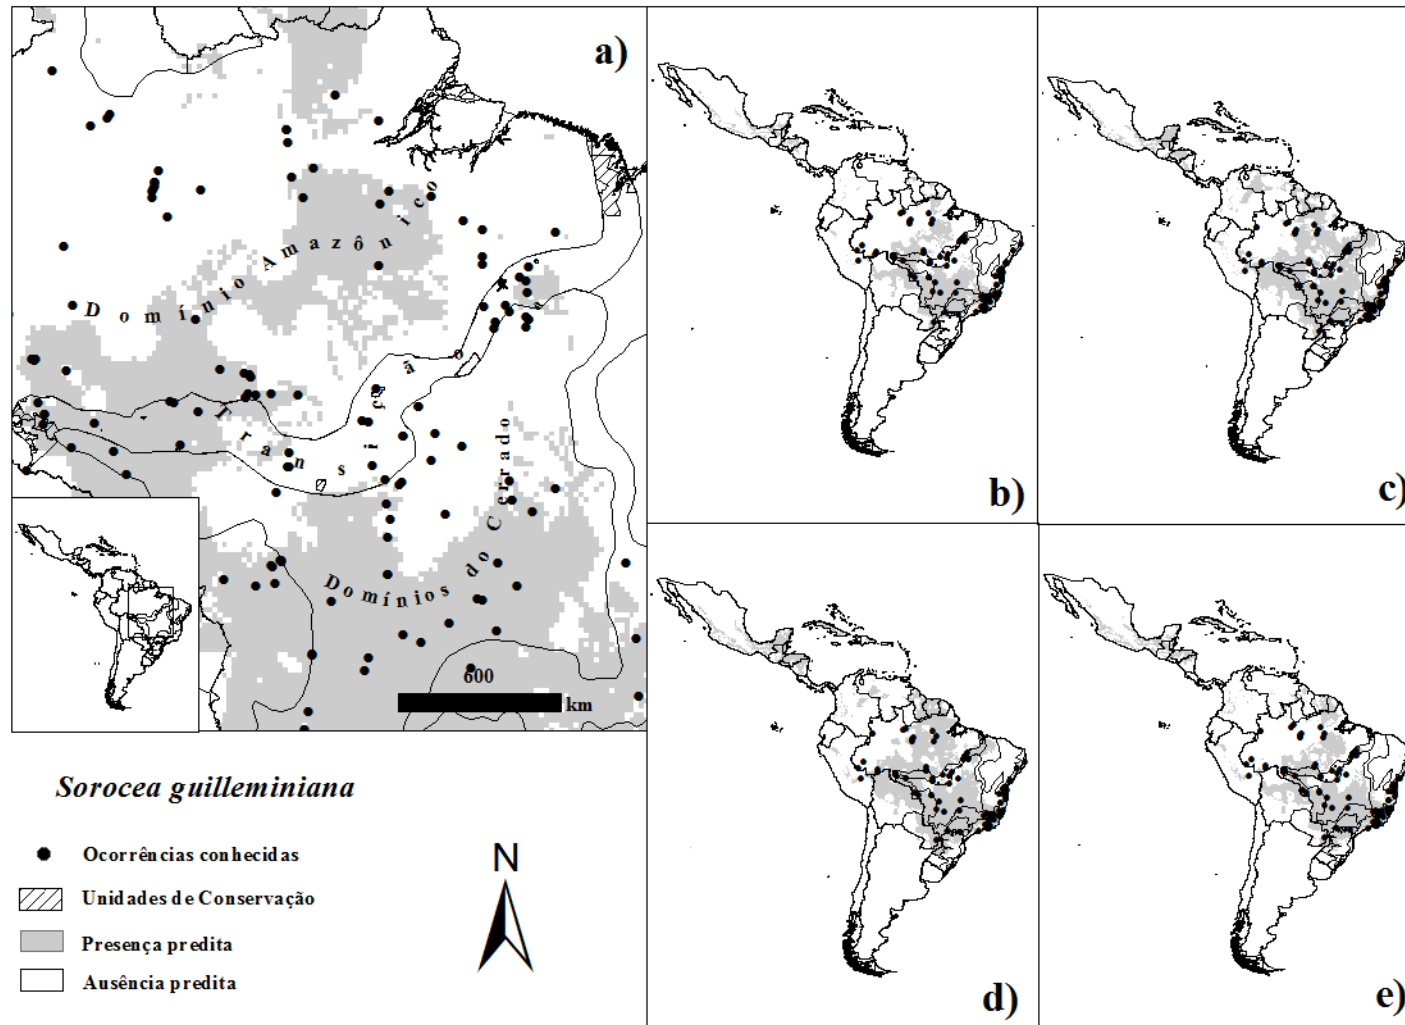 a)
b)
c)
Domínio Amazônico
Transição
Domínios do Cerrado
600
km
d)
e)
Sorocea guilleminiana
Ocorrências conhecidas
Unidades de Conservação
Presença predita
Ausência predita
N